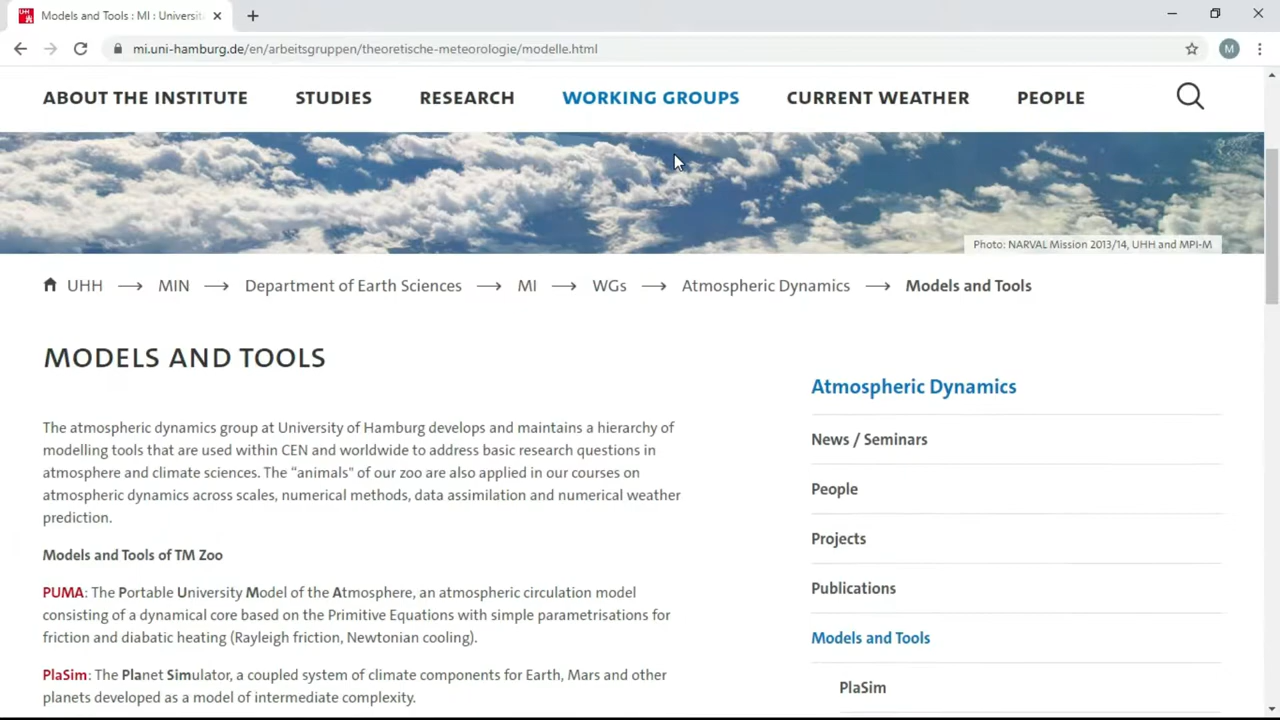 Models and Tools : MI : Universit
mi.uni-hamburg.de/en/arbeitsgruppen/theoretische-meteorologie/modelle.html
M
ABOUT THE INSTITUTE STUDIES RESEARCH WORKING GROUPS CURRENT WEATHER PEOPLE
Photo: NARVAL Mission 2013/14, UHH and MPI-M
UHH → MIN → Department of Earth Sciences → MI → WGs → Atmospheric Dynamics → Models and Tools
MODELS AND TOOLS
The atmospheric dynamics group at University of Hamburg develops and maintains a hierarchy of
modelling tools that are used within CEN and worldwide to address basic research questions in
atmosphere and climate sciences. The “animals" of our zoo are also applied in our courses on
atmospheric dynamics across scales, numerical methods, data assimilation and numerical weather
prediction.
Models and Tools of TM Zoo
PUMA: The Portable University Model of the Atmosphere, an atmospheric circulation model
consisting of a dynamical core based on the Primitive Equations with simple parametrisations for
friction and diabatic heating (Rayleigh friction, Newtonian cooling).
PlaSim: The Planet Simulator, a coupled system of climate components for Earth, Mars and other
planets developed as a model of intermediate complexity.
Atmospheric Dynamics
News / Seminars
People
Projects
Publications
Models and Tools
PlaSim